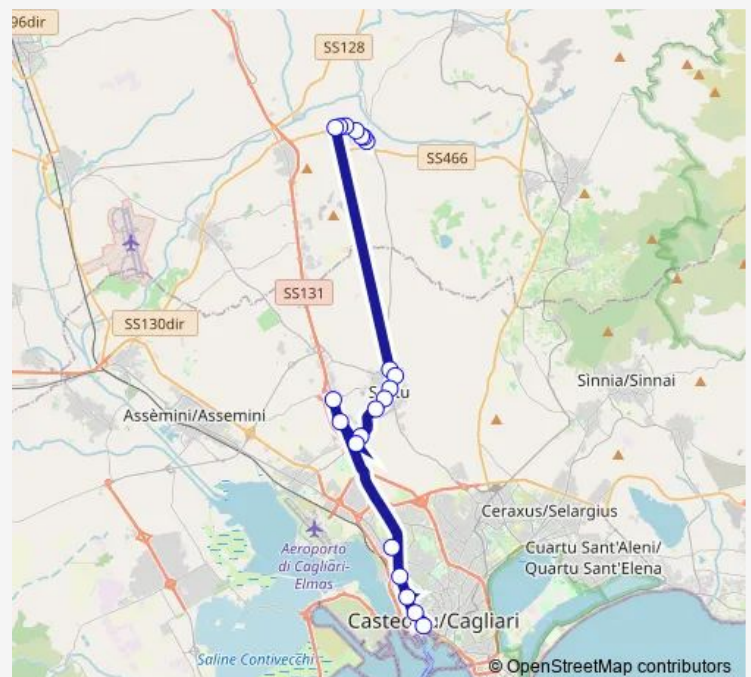 96dir
SS128
SS466
SS131
SS130dir
Sinnia/Sinnai
Assèmini/Assemini
Ceraxus/Selargius
Aeroporto
di Cagliari-
Elmas
Cuartu Sant'Aleni/
Quartu Sant'Elena
Saline Contivecchi
© OpenStreetMap contributors